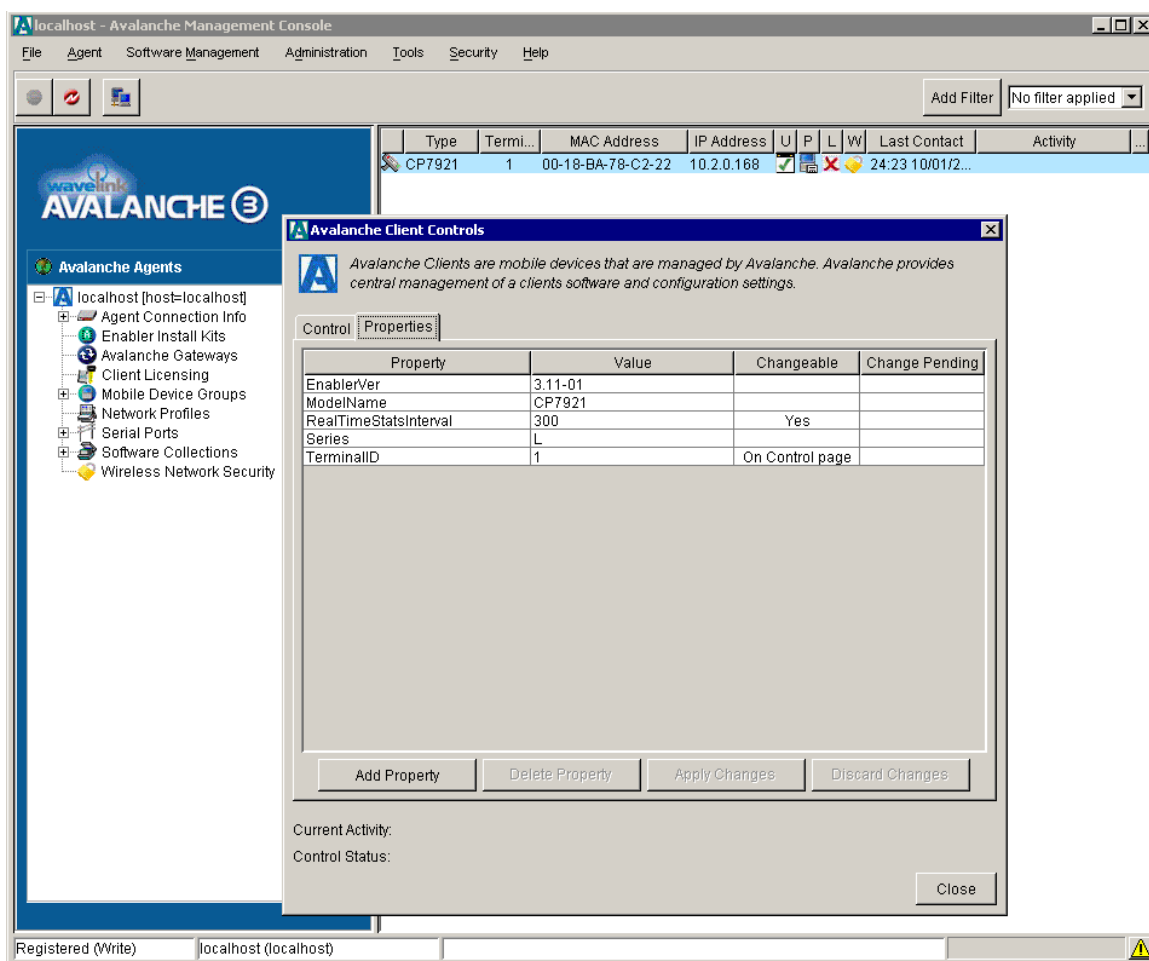 localhost - Avalanche Management Console
File Agent Software Management Administration Tools Security Help
Add Filter No filter applied
Type Termi... MAC Address IP Address U P L W Last Contact Activity ...
CP7921 1 00-18-BA-78-C2-22 10.2.0.168 24:23 10/01/2...
wavelink
AVALANCHE 3
Avalanche Agents
localhost [host=localhost]
Agent Connection Info
Enabler Install Kits
Avalanche Gateways
Client Licensing
Mobile Device Groups
Network Profiles
Serial Ports
Software Collections
Wireless Network Security
Avalanche Client Controls
Avalanche Clients are mobile devices that are managed by Avalanche. Avalanche provides
central management of a clients software and configuration settings.
Control Properties
Property Value Changeable Change Pending
EnablerVer 3.11-01
ModelName CP7921
RealTimeStatsInterval 300 Yes
Series L
TerminalID 1 On Control page
Add Property Delete Property Apply Changes Discard Changes
Current Activity:
Control Status:
Close
Registered (Write) localhost (localhost)